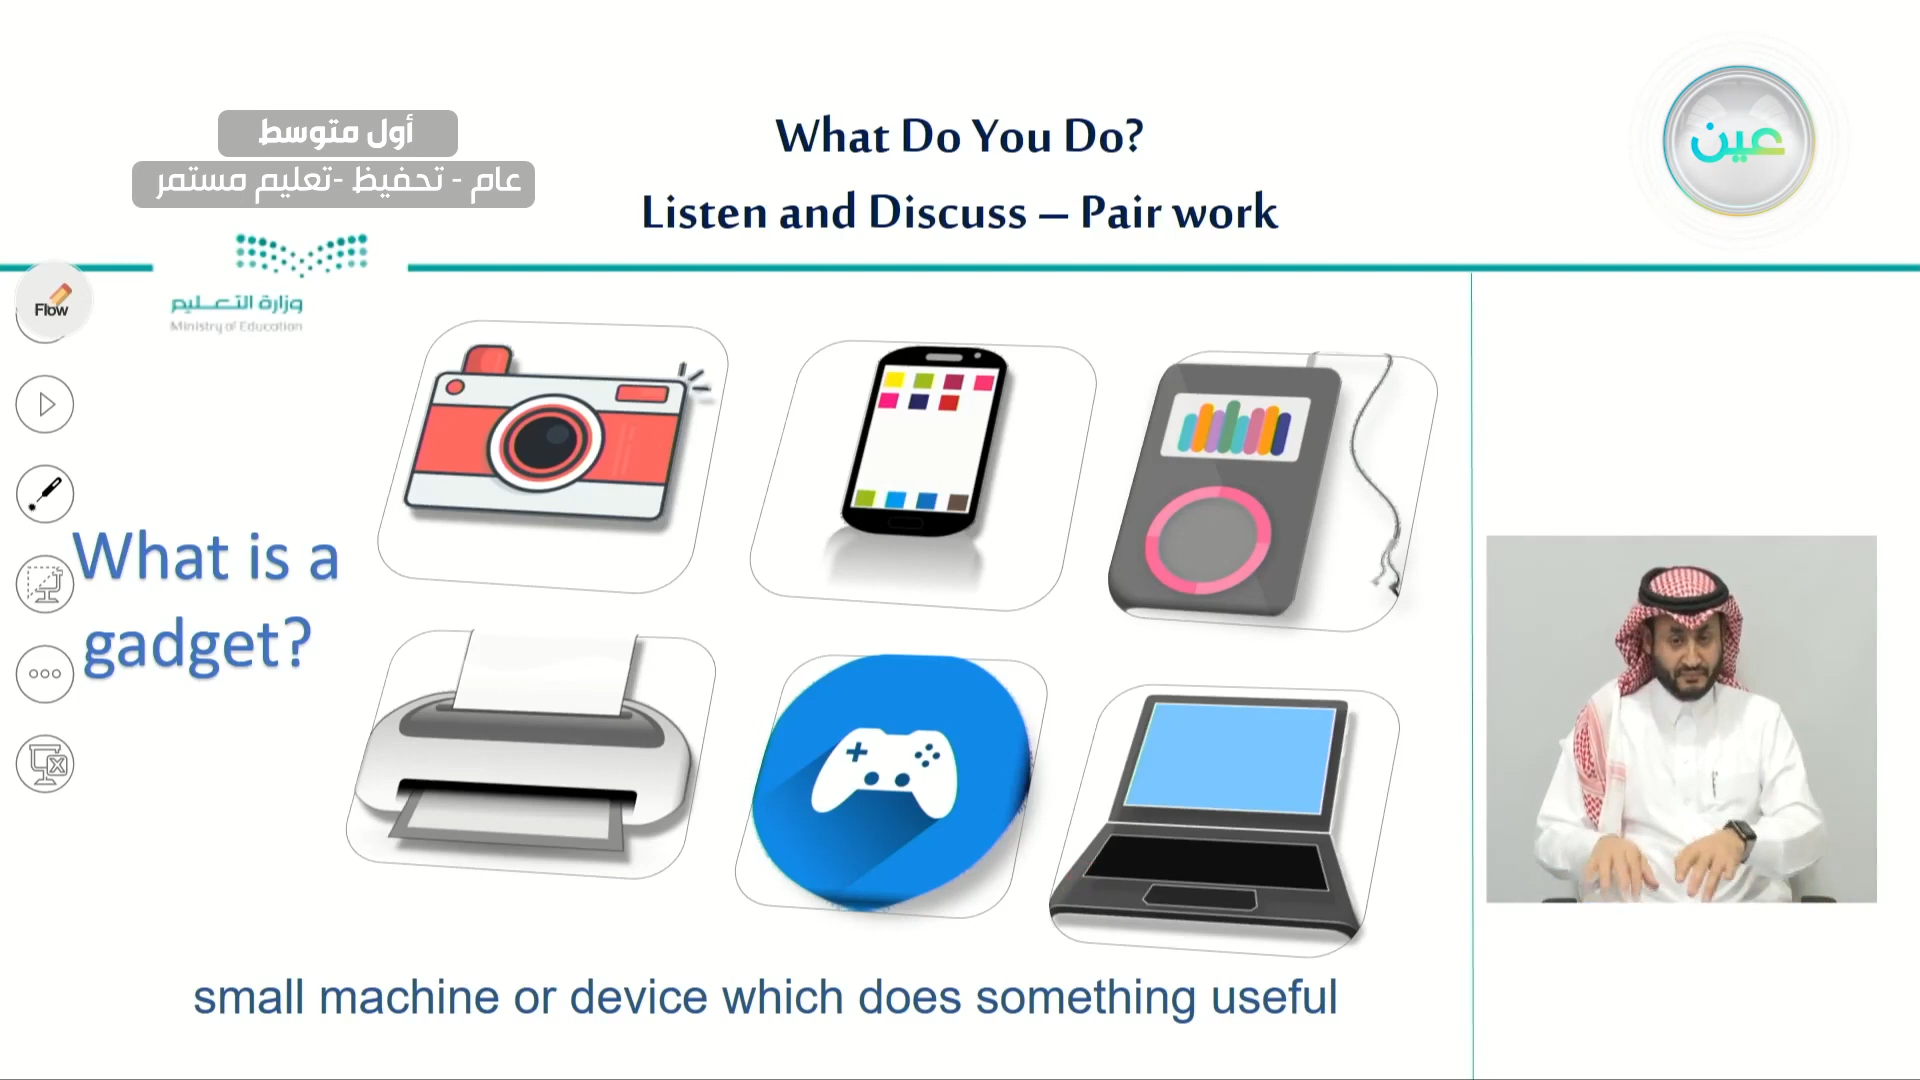 أول متوسط
عام - تحفيظ -تعليم مستمر
What Do You Do?
Listen and Discuss – Pair work
عين
وزارة التعليم
Ministry of Education
Flow
What is a
gadget?
small machine or device which does something useful